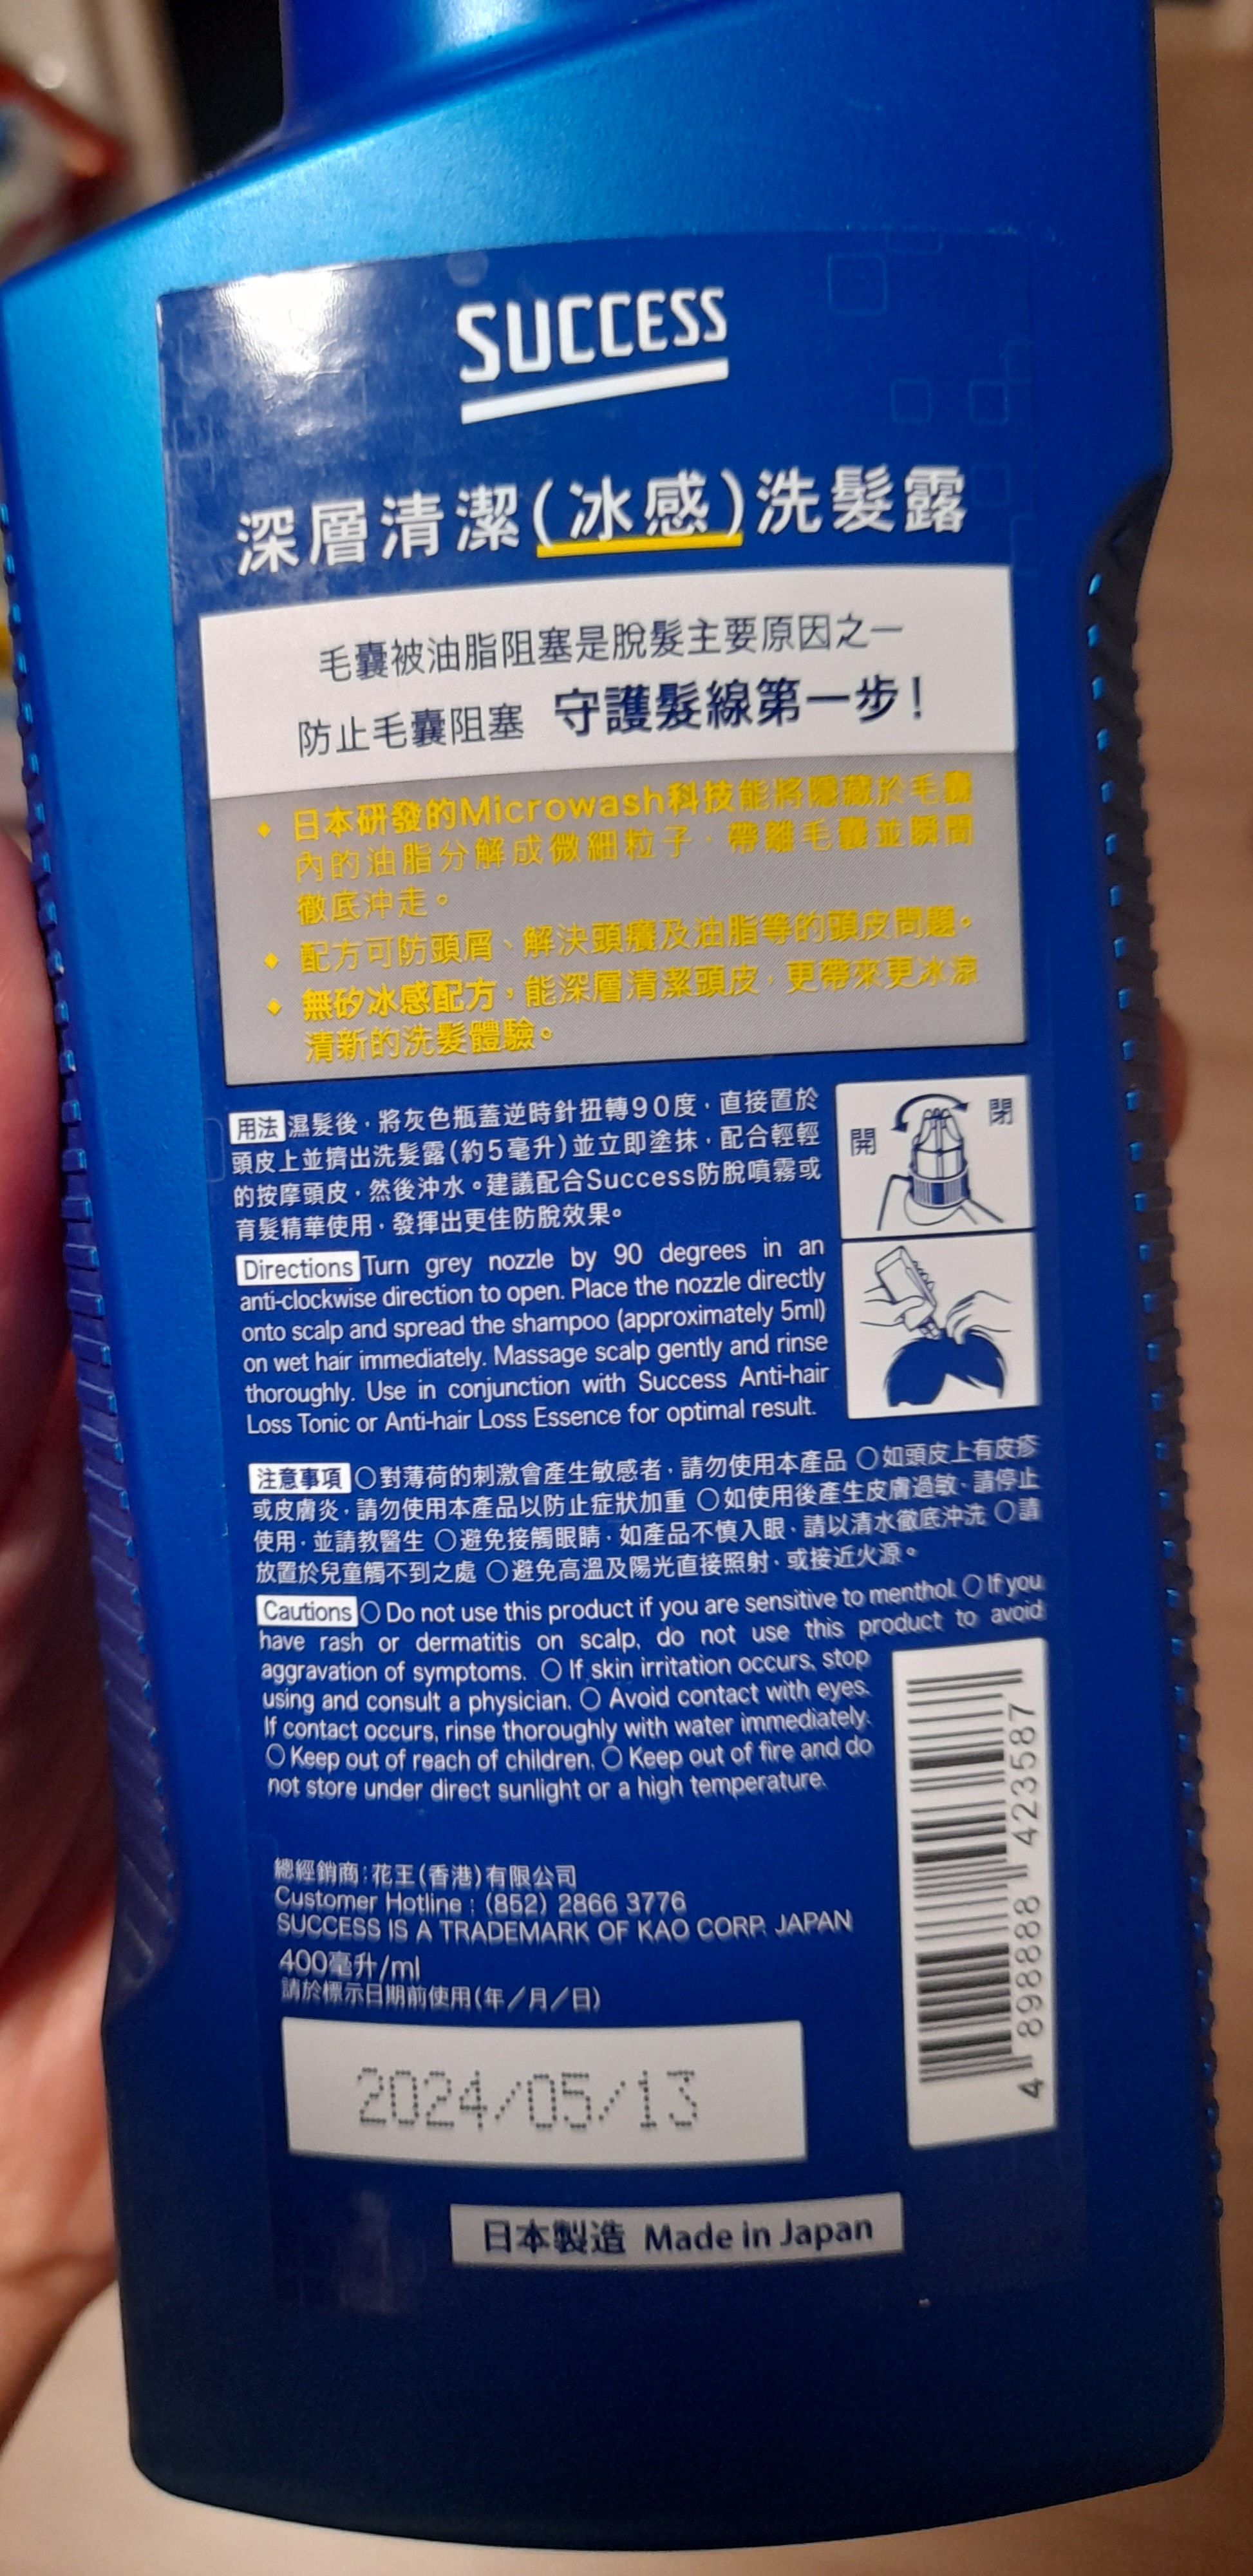 SUCCESS
深層清潔(冰感)洗髮露
毛囊被油脂阻塞是脫髮主要原因之一
防止毛囊阻塞 守護髮線第一步！
◆ 日本研發的Microwash科技能將隱藏於毛囊
內的油脂分解成微細粒子，帶離毛囊並瞬間
徹底沖走。
◆ 配方可防頭屑、解決頭癢及油脂等的頭皮問題。
◆ 無矽冰感配方，能深層清潔頭皮，更帶來更冰涼
清新的洗髮體驗。
用法 濕髮後，將灰色瓶蓋逆時針扭轉90度，直接置於
頭皮上並擠出洗髮露(約5毫升)並立即塗抹，配合輕輕
的按摩頭皮，然後沖水。建議配合Success防脫噴霧或
育髮精華使用，發揮出更佳防脫效果。
開
閉
Directions Turn grey nozzle by 90 degrees in an
anti-clockwise direction to open. Place the nozzle directly
onto scalp and spread the shampoo (approximately 5ml)
on wet hair immediately. Massage scalp gently and rinse
thoroughly. Use in conjunction with Success Anti-hair
Loss Tonic or Anti-hair Loss Essence for optimal result.
注意事項 〇對薄荷的刺激會產生敏感者，請勿使用本產品 〇如頭皮上有皮疹
或皮膚炎，請勿使用本產品以防止症狀加重 〇如使用後產生皮膚過敏，請停止
使用，並請教醫生 〇避免接觸眼睛，如產品不慎入眼，請以清水徹底沖洗 〇請
放置於兒童觸不到之處 〇避免高溫及陽光直接照射，或接近火源。
Cautions 〇 Do not use this product if you are sensitive to menthol. 〇 If you
have rash or dermatitis on scalp, do not use this product to avoid
aggravation of symptoms. 〇 If skin irritation occurs, stop
using and consult a physician. 〇 Avoid contact with eyes.
If contact occurs, rinse thoroughly with water immediately.
〇 Keep out of reach of children. 〇 Keep out of fire and do
not store under direct sunlight or a high temperature.
4 898888 423587
總經銷商：花王(香港)有限公司
Customer Hotline : (852) 2866 3776
SUCCESS IS A TRADEMARK OF KAO CORP. JAPAN
400毫升/ml
請於標示日期前使用(年／月／日)
2024/05/13
日本製造 Made in Japan